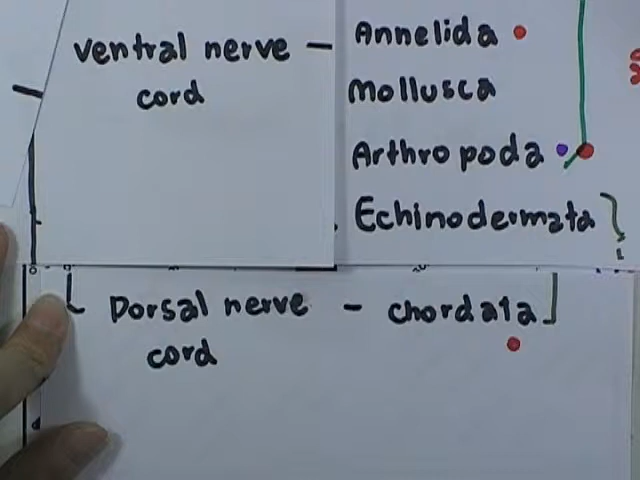 ventral nerve – Annelida
cord
Mollusca
Arthropoda
Echinodermata
Dorsal nerve – chordata
cord